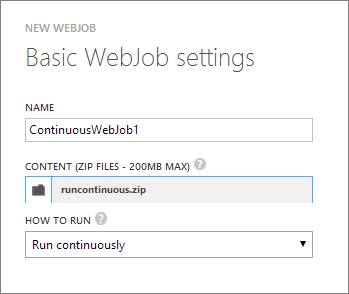 NEW WEBJOB
Basic WebJob settings
NAME
ContinuousWebJob1
CONTENT (ZIP FILES - 200MB MAX) ?
runcontinuous.zip
HOW TO RUN ?
Run continuously